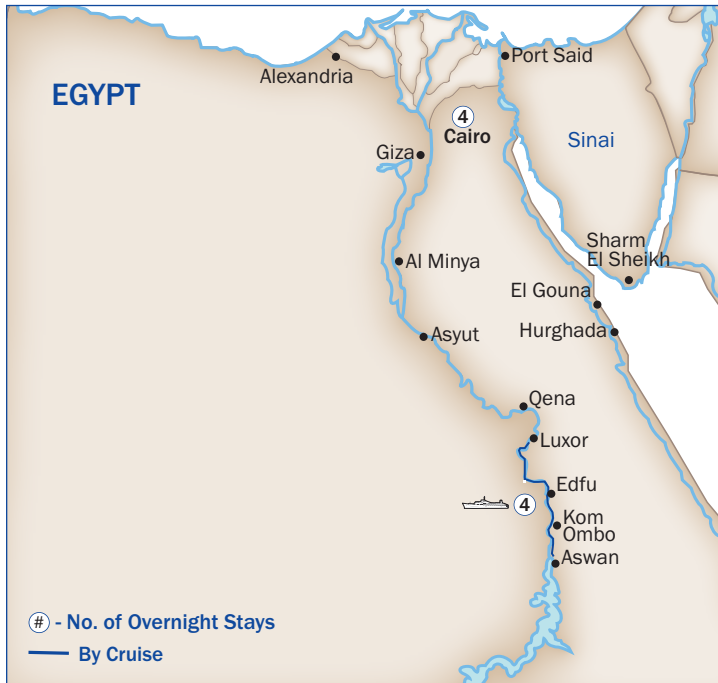 Alexandria
Port Said
EGYPT
4
Cairo
Sinai
Giza
Sharm
El Sheikh
Al Minya
El Gouna
Hurghada
Asyut
Qena
Luxor
Edfu
4
Kom
Ombo
Aswan
# - No. of Overnight Stays
By Cruise